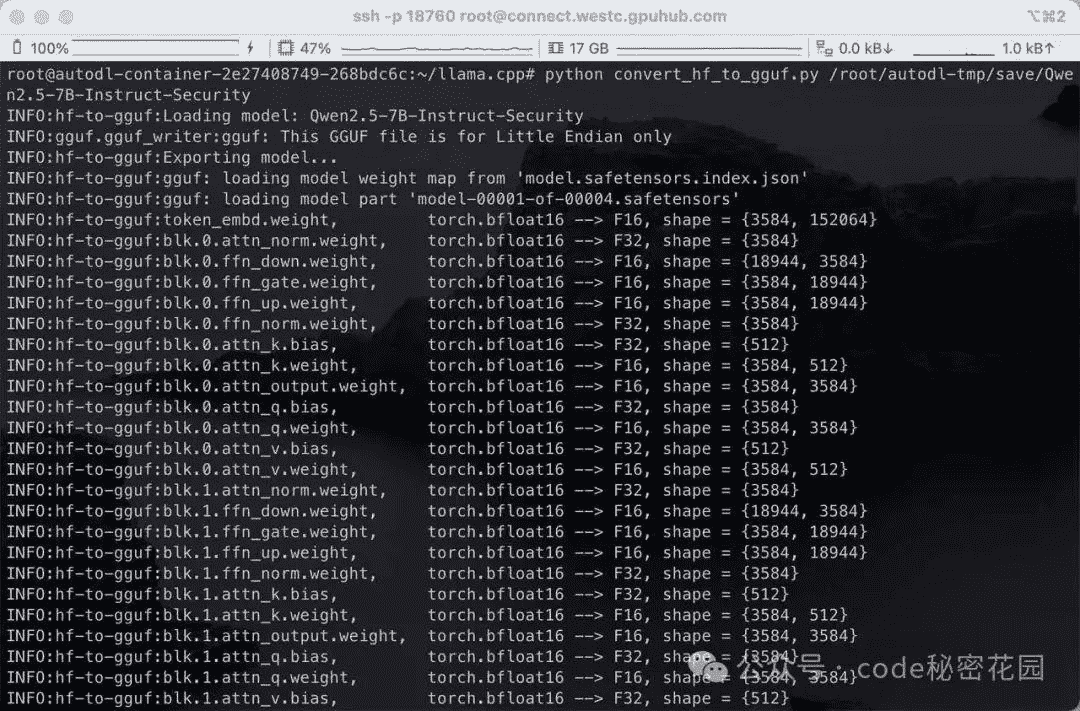 ssh -p 18760 root@connect.westc.gpuhub.com
⌥⌘2
100% 47% 17 GB 0.0 kB↓ 1.0 kB↑
root@autodl-container-2e27408749-268bdc6c:~/llama.cpp# python convert_hf_to_gguf.py /root/autodl-tmp/save/Qwe
n2.5-7B-Instruct-Security
INFO:hf-to-gguf:Loading model: Qwen2.5-7B-Instruct-Security
INFO:gguf.gguf_writer:gguf: This GGUF file is for Little Endian only
INFO:hf-to-gguf:Exporting model...
INFO:hf-to-gguf:gguf: loading model weight map from 'model.safetensors.index.json'
INFO:hf-to-gguf:gguf: loading model part 'model-00001-of-00004.safetensors'
INFO:hf-to-gguf:token_embd.weight, torch.bfloat16 --> F16, shape = {3584, 152064}
INFO:hf-to-gguf:blk.0.attn_norm.weight, torch.bfloat16 --> F32, shape = {3584}
INFO:hf-to-gguf:blk.0.ffn_down.weight, torch.bfloat16 --> F16, shape = {18944, 3584}
INFO:hf-to-gguf:blk.0.ffn_gate.weight, torch.bfloat16 --> F16, shape = {3584, 18944}
INFO:hf-to-gguf:blk.0.ffn_up.weight, torch.bfloat16 --> F16, shape = {3584, 18944}
INFO:hf-to-gguf:blk.0.ffn_norm.weight, torch.bfloat16 --> F32, shape = {3584}
INFO:hf-to-gguf:blk.0.attn_k.bias, torch.bfloat16 --> F32, shape = {512}
INFO:hf-to-gguf:blk.0.attn_k.weight, torch.bfloat16 --> F16, shape = {3584, 512}
INFO:hf-to-gguf:blk.0.attn_output.weight, torch.bfloat16 --> F16, shape = {3584, 3584}
INFO:hf-to-gguf:blk.0.attn_q.bias, torch.bfloat16 --> F32, shape = {3584}
INFO:hf-to-gguf:blk.0.attn_q.weight, torch.bfloat16 --> F16, shape = {3584, 3584}
INFO:hf-to-gguf:blk.0.attn_v.bias, torch.bfloat16 --> F32, shape = {512}
INFO:hf-to-gguf:blk.0.attn_v.weight, torch.bfloat16 --> F16, shape = {3584, 512}
INFO:hf-to-gguf:blk.1.attn_norm.weight, torch.bfloat16 --> F32, shape = {3584}
INFO:hf-to-gguf:blk.1.ffn_down.weight, torch.bfloat16 --> F16, shape = {18944, 3584}
INFO:hf-to-gguf:blk.1.ffn_gate.weight, torch.bfloat16 --> F16, shape = {3584, 18944}
INFO:hf-to-gguf:blk.1.ffn_up.weight, torch.bfloat16 --> F16, shape = {3584, 18944}
INFO:hf-to-gguf:blk.1.ffn_norm.weight, torch.bfloat16 --> F32, shape = {3584}
INFO:hf-to-gguf:blk.1.attn_k.bias, torch.bfloat16 --> F32, shape = {512}
INFO:hf-to-gguf:blk.1.attn_k.weight, torch.bfloat16 --> F16, shape = {3584, 512}
INFO:hf-to-gguf:blk.1.attn_output.weight, torch.bfloat16 --> F16, shape = {3584, 3584}
INFO:hf-to-gguf:blk.1.attn_q.bias, torch.bfloat16 --> F32, shape = {3584}
INFO:hf-to-gguf:blk.1.attn_q.weight, torch.bfloat16 --> F16, shape = {3584, 3584}
INFO:hf-to-gguf:blk.1.attn_v.bias, torch.bfloat16 --> F32, shape = {512}
公众号 · code秘密花园